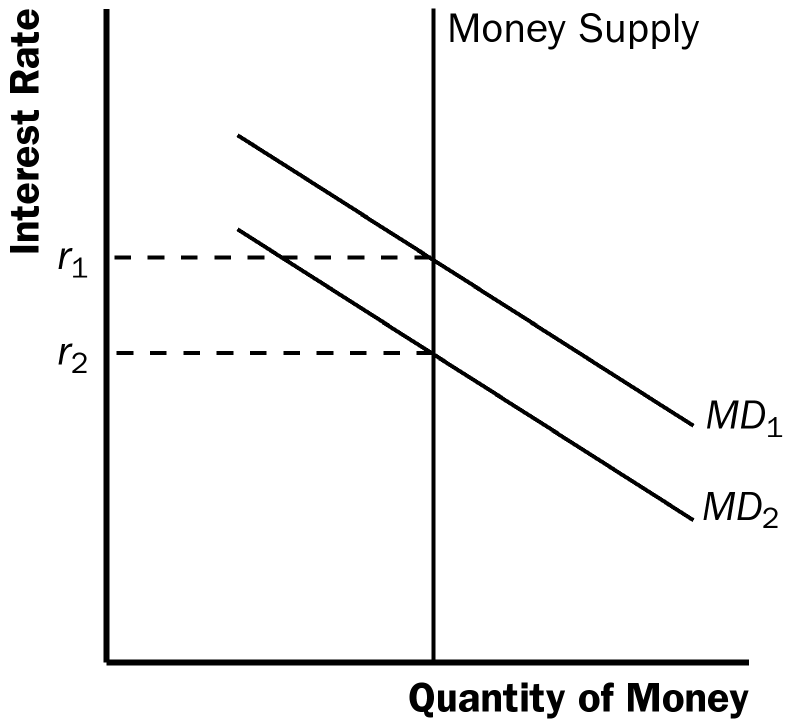 Money Supply
Interest Rate
r1
r2
MD1
MD2
Quantity of Money